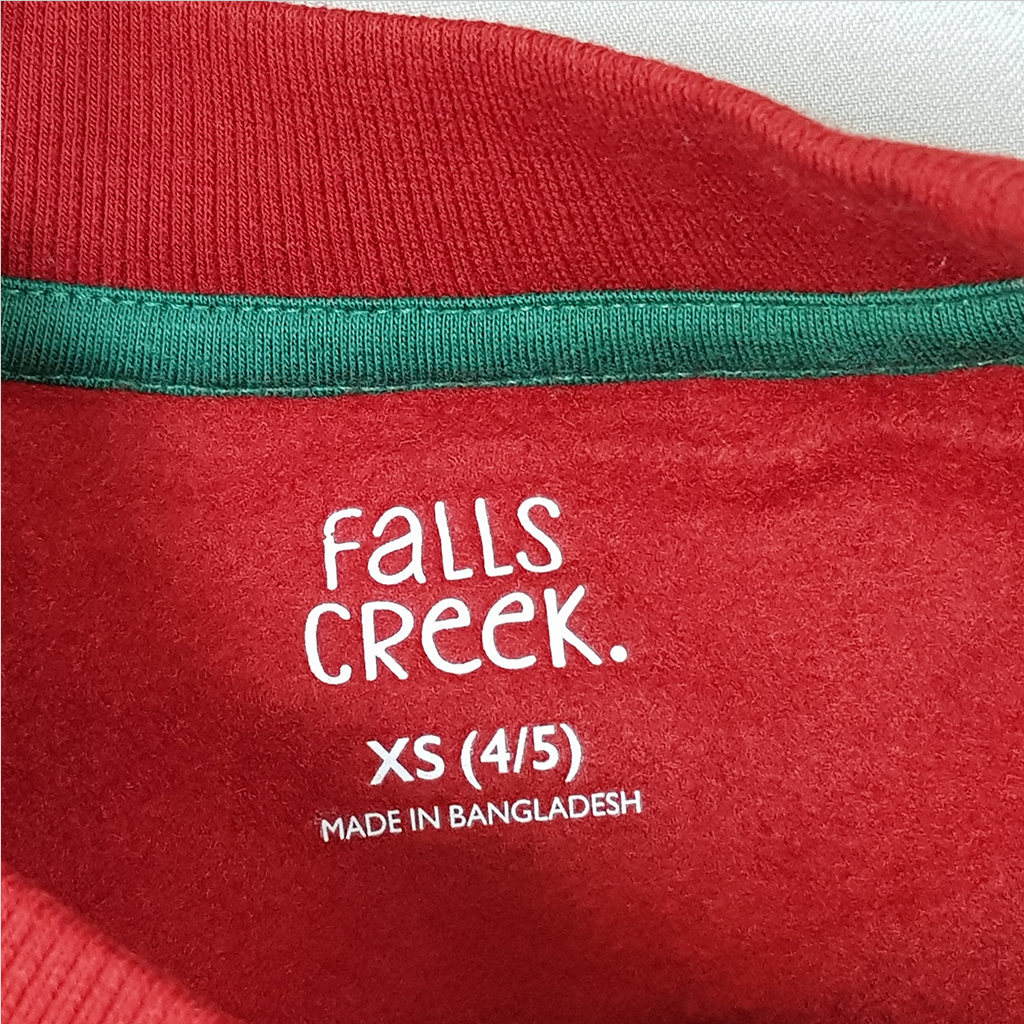 Falls
Creek.
XS (4/5)
MADE IN BANGLADESH